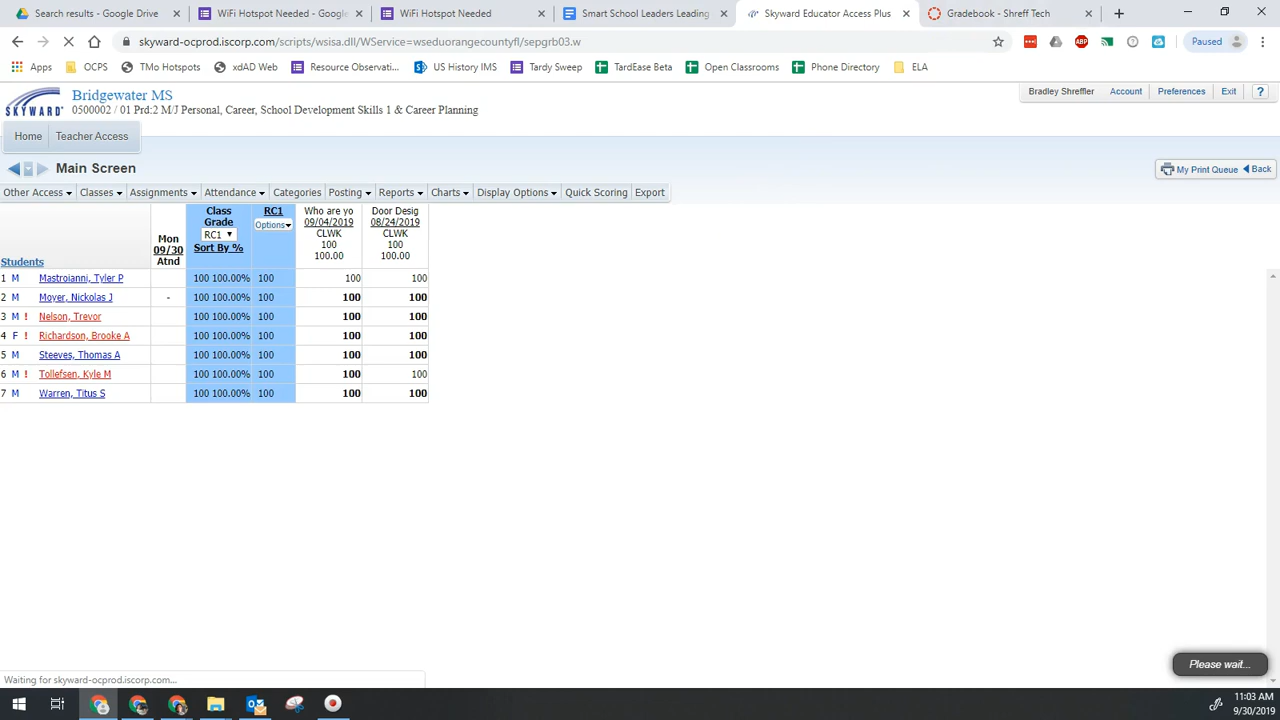 Search results - Google Drive
WiFi Hotspot Needed - Google
WiFi Hotspot Needed
Smart School Leaders Leading
Skyward Educator Access Plus
Gradebook - Shreff Tech
skyward-ocprod.iscorp.com/scripts/wsisa.dll/WService=wseduorangecountyfl/sepgrb03.w
Paused
Apps OCPS TMo Hotspots xdAD Web Resource Observati... US History IMS Tardy Sweep TardEase Beta Open Classrooms Phone Directory ELA
SKYWARD
Bridgewater MS
0500002 / 01 Prd:2 M/J Personal, Career, School Development Skills 1 & Career Planning
Bradley Shreffler Account Preferences Exit ?
Home Teacher Access
Main Screen
My Print Queue Back
Other Access Classes Assignments Attendance Categories Posting Reports Charts Display Options Quick Scoring Export
Students
Mon
09/30
Atnd
Class
Grade
RC1
Sort By %
RC1
Options
Who are yo
09/04/2019
CLWK
100
100.00
Door Desig
08/24/2019
CLWK
100
100.00
1 M Mastroianni, Tyler P 100 100.00% 100 100 100
2 M Moyer, Nickolas J - 100 100.00% 100 100 100
3 M ! Nelson, Trevor 100 100.00% 100 100 100
4 F ! Richardson, Brooke A 100 100.00% 100 100 100
5 M Steeves, Thomas A 100 100.00% 100 100 100
6 M ! Tollefsen, Kyle M 100 100.00% 100 100 100
7 M Warren, Titus S 100 100.00% 100 100 100
Please wait...
Waiting for skyward-ocprod.iscorp.com...
11:03 AM
9/30/2019